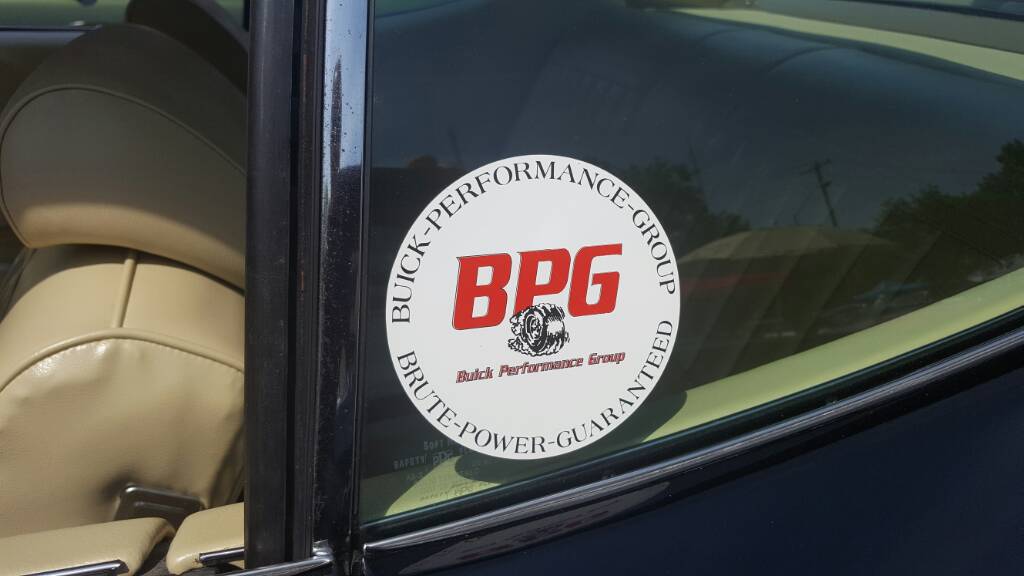 BUICK-PERFORMANCE-GROUP
BPG
Buick Performance Group
BRUTE-POWER-GUARANTEED